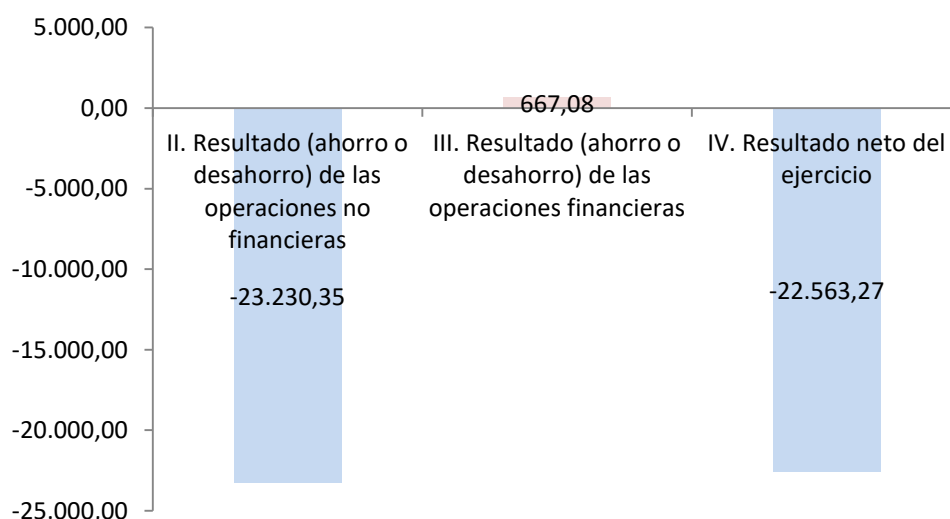 5.000,00
0,00
-5.000,00
-10.000,00
-15.000,00
-20.000,00
-25.000,00
II. Resultado (ahorro o
desahorro) de las
operaciones no
financieras
-23.230,35
667,08
III. Resultado (ahorro o
desahorro) de las
operaciones financieras
IV. Resultado neto del
ejercicio
-22.563,27